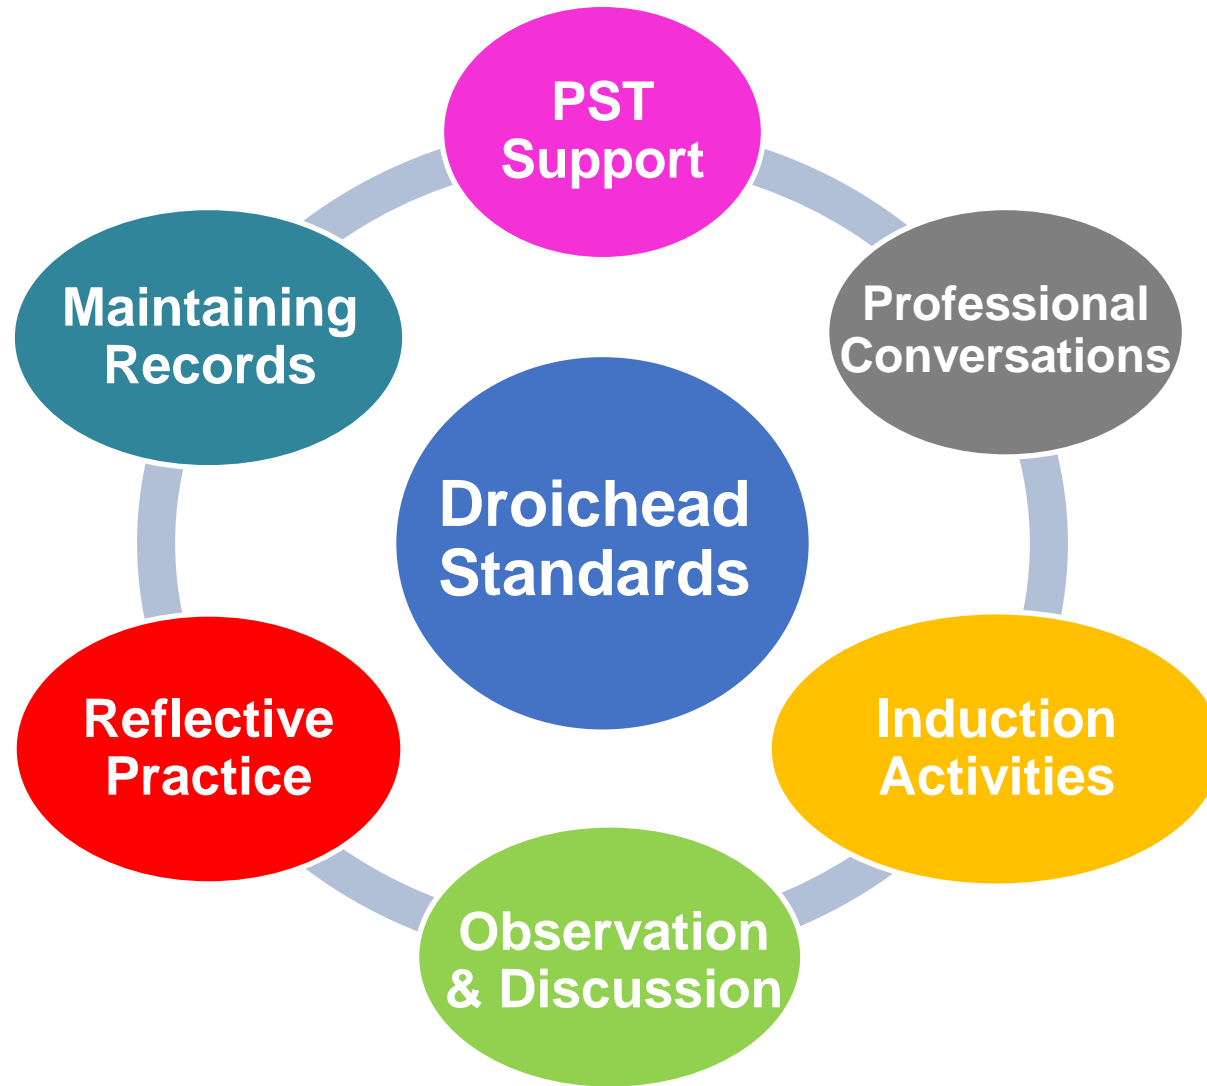 PST
Support
Professional
Conversations
Induction
Activities
Observation
& Discussion
Reflective
Practice
Maintaining
Records
Droichead
Standards